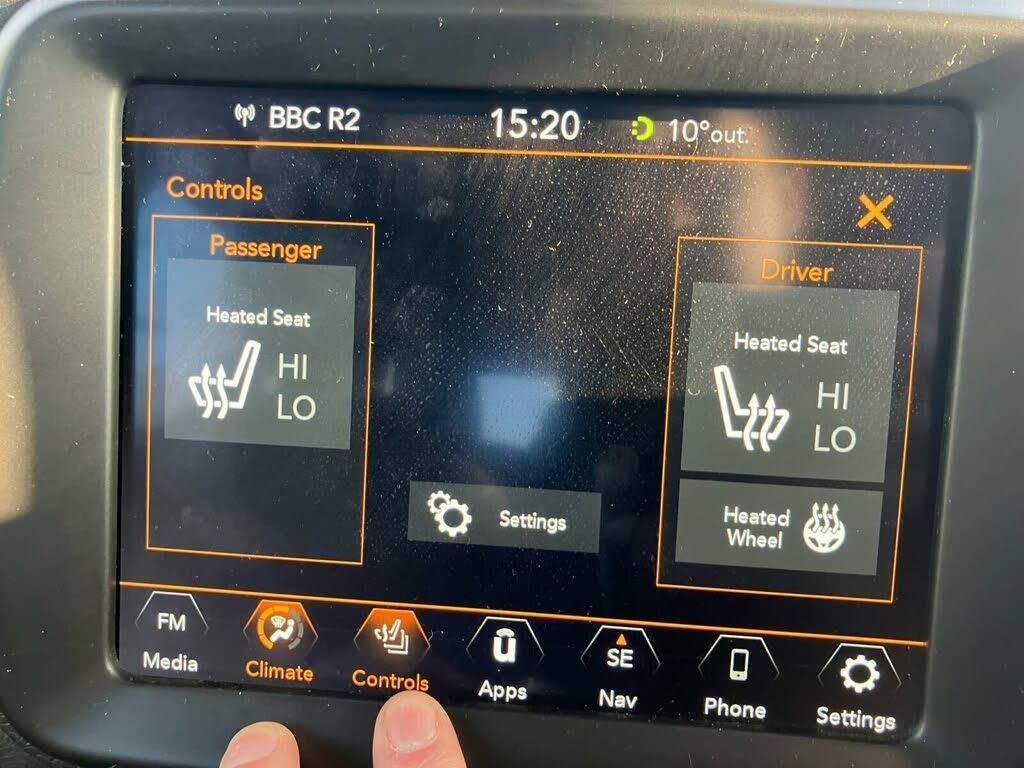 BBC R2
15:20
10° out.
Controls
Passenger
Heated Seat
HI
LO
Driver
Heated Seat
HI
LO
Heated
Wheel
Settings
FM
Media
Climate
Controls
Apps
SE
Nav
Phone
Settings